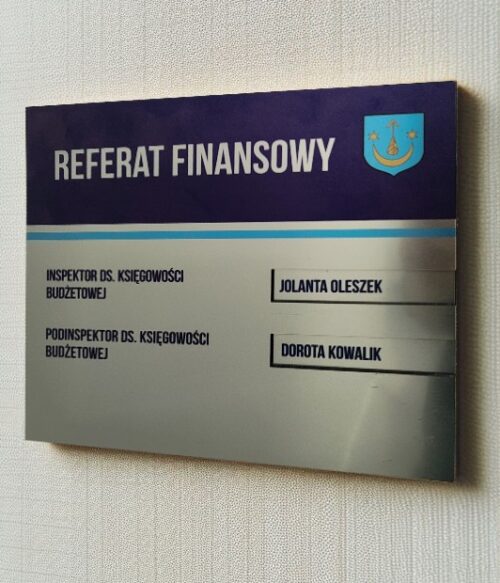 REFERAT FINANSOWY
INSPEKTOR DS. KSIĘGOWOŚCI
BUDŻETOWEJ
JOLANTA OLESZEK
PODINSPEKTOR DS. KSIĘGOWOŚCI
BUDŻETOWEJ
DOROTA KOWALIK